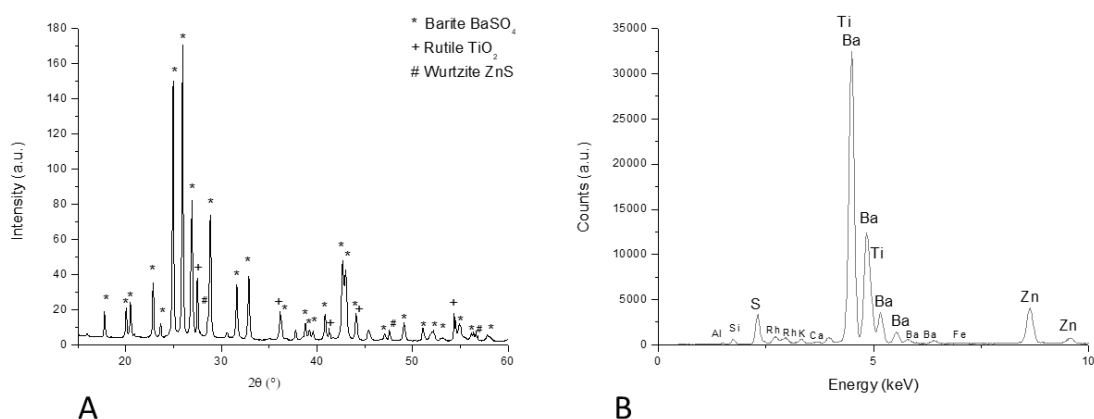 * Barite BaSO₄
+ Rutile TiO₂
# Wurtzite ZnS
Intensity (a.u.)
180
160
140
120
100
80
60
40
20
0
20
30
40
50
60
2θ (°)
A
Counts (a.u.)
35000
30000
25000
20000
15000
10000
5000
0
Ti
Ba
Ba
Ti
Ba
Ba
S
Al
Si
Rh
Rh
K
Ca
Ba
Ba
Fe
Zn
Zn
0
5
10
Energy (keV)
B